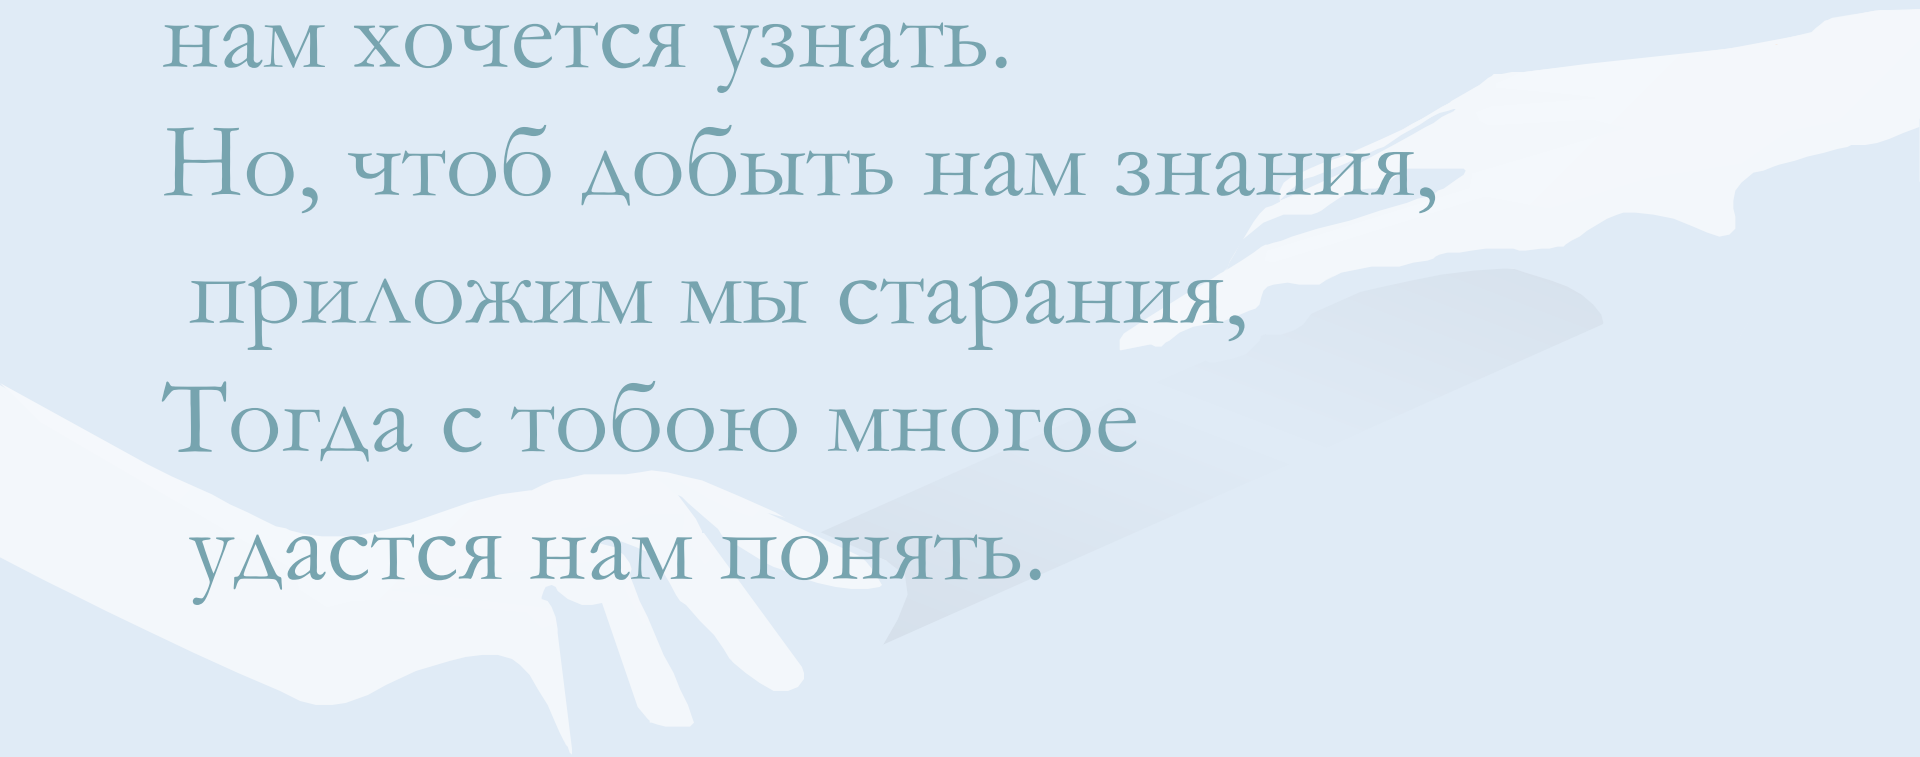 нам хочется узнать.
Но, чтоб добыть нам знания,
приложим мы старания,
Тогда с тобою многое
удастся нам понять.